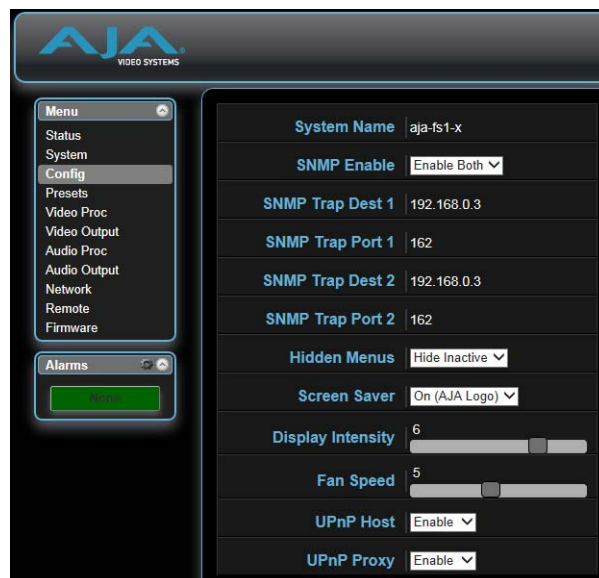 AJA
VIDEO SYSTEMS
Menu
Status
System
Config
Presets
Video Proc
Video Output
Audio Proc
Audio Output
Network
Remote
Firmware
Alarms
None
System Name aja-fs1-x
SNMP Enable Enable Both
SNMP Trap Dest 1 192.168.0.3
SNMP Trap Port 1 162
SNMP Trap Dest 2 192.168.0.3
SNMP Trap Port 2 162
Hidden Menus Hide Inactive
Screen Saver On (AJA Logo)
Display Intensity 6
Fan Speed 5
UPnP Host Enable
UPnP Proxy Enable